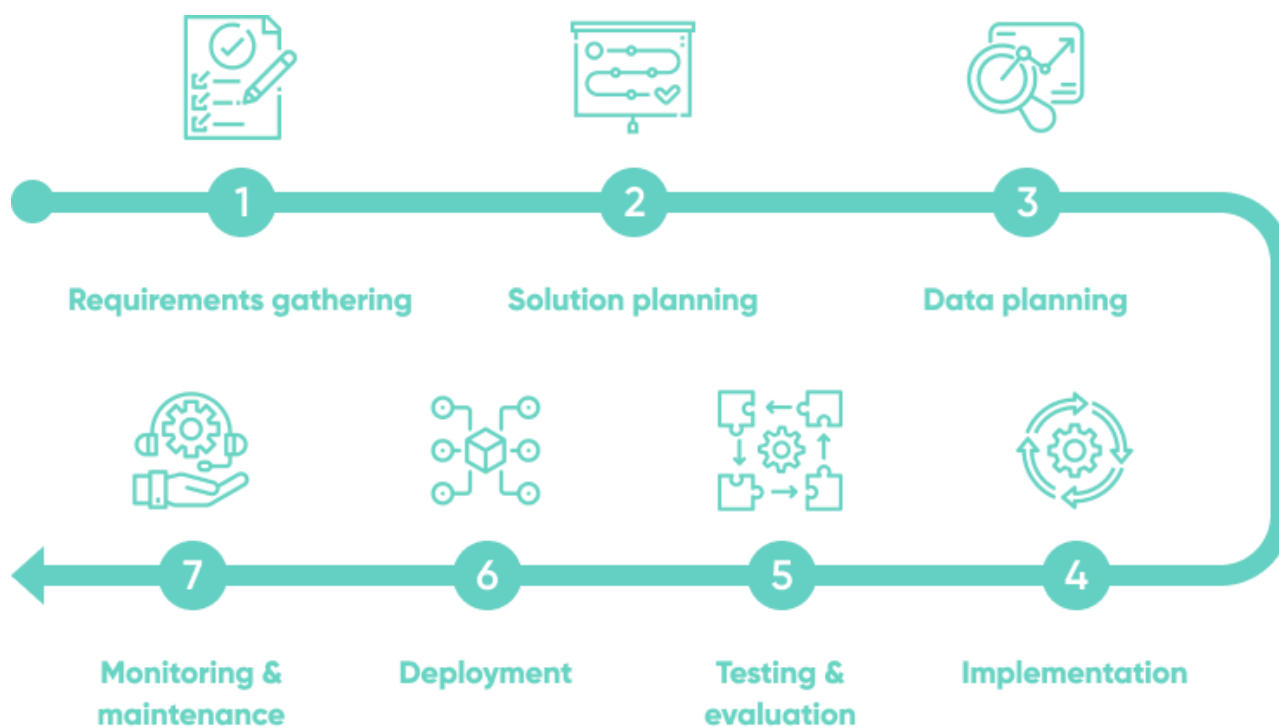 1
2
3
Requirements gathering
Solution planning
Data planning
4
5
6
7
Implementation
Testing &
evaluation
Deployment
Monitoring &
maintenance